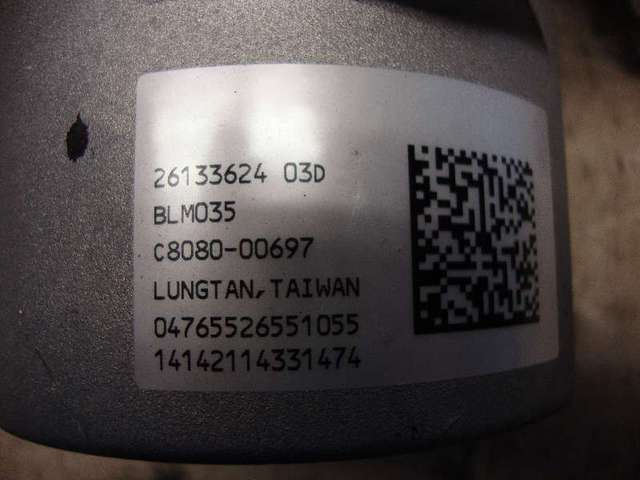 26133624 03D
BLM035
C8080-00697
LUNGTAN,TAIWAN
04765526551055
14142114331474